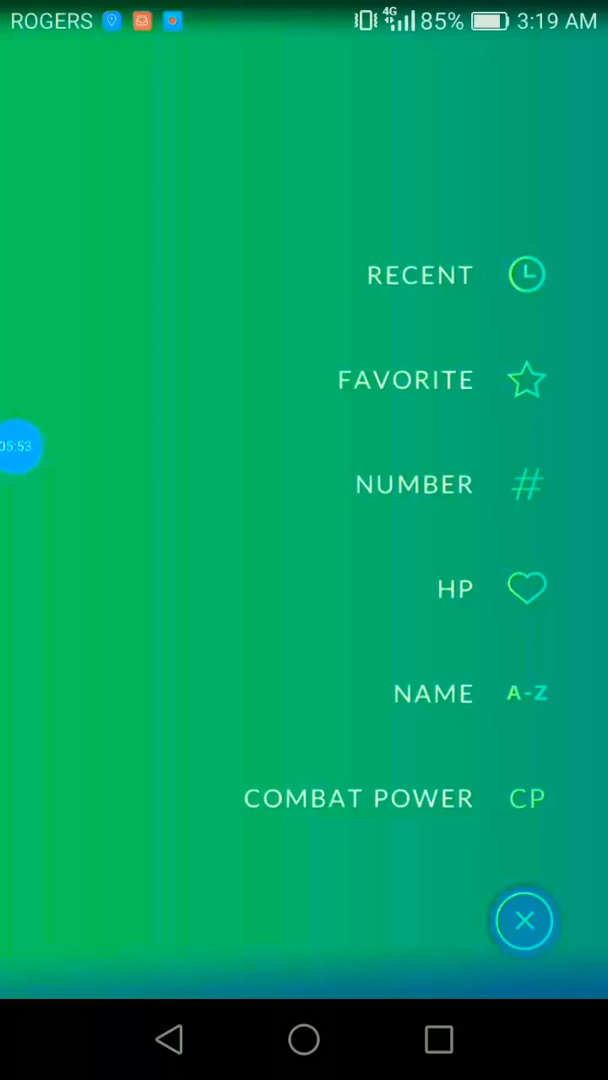 ROGERS 4G 85% 3:19 AM
RECENT
FAVORITE
05:53
NUMBER #
HP
NAME A-Z
COMBAT POWER CP